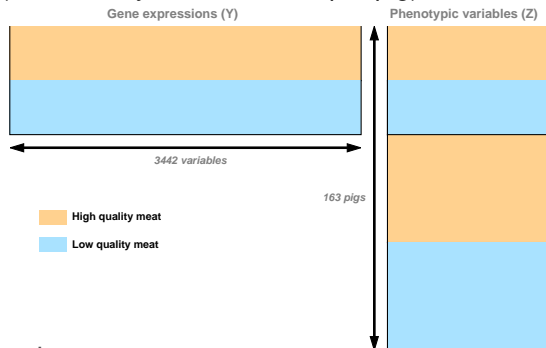 Gene expressions (Y)
Phenotypic variables (Z)
3442 variables
163 pigs
High quality meat
Low quality meat